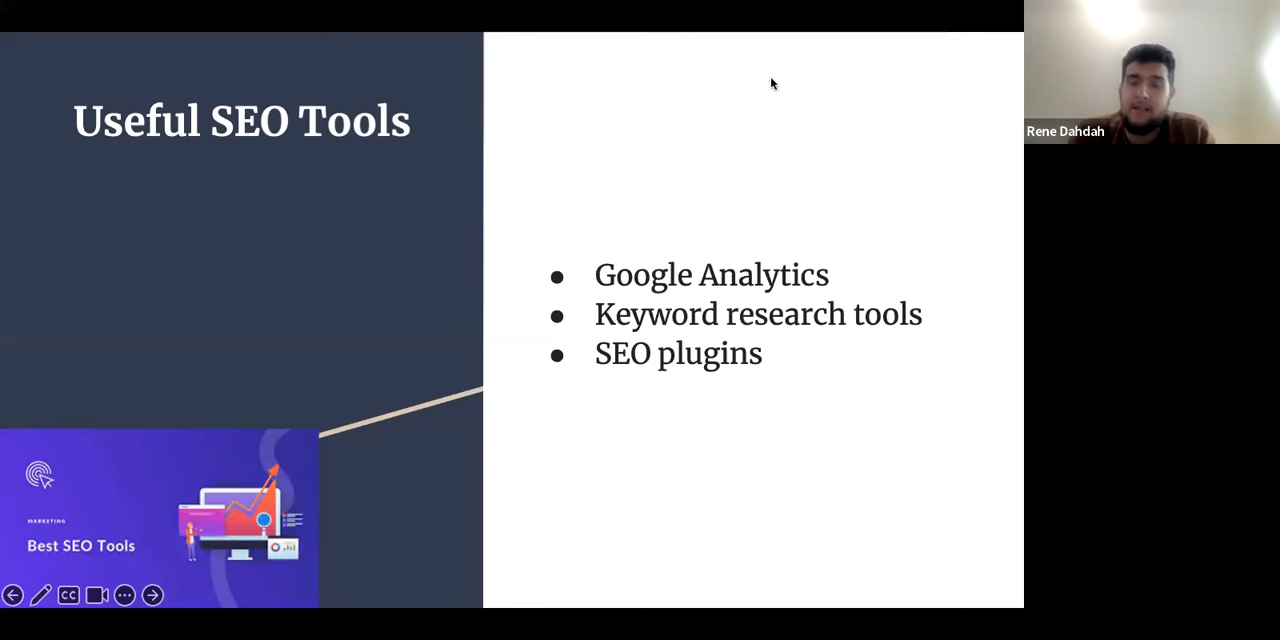 Useful SEO Tools
● Google Analytics
● Keyword research tools
● SEO plugins
MARKETING
Best SEO Tools
CC
Rene Dahdah